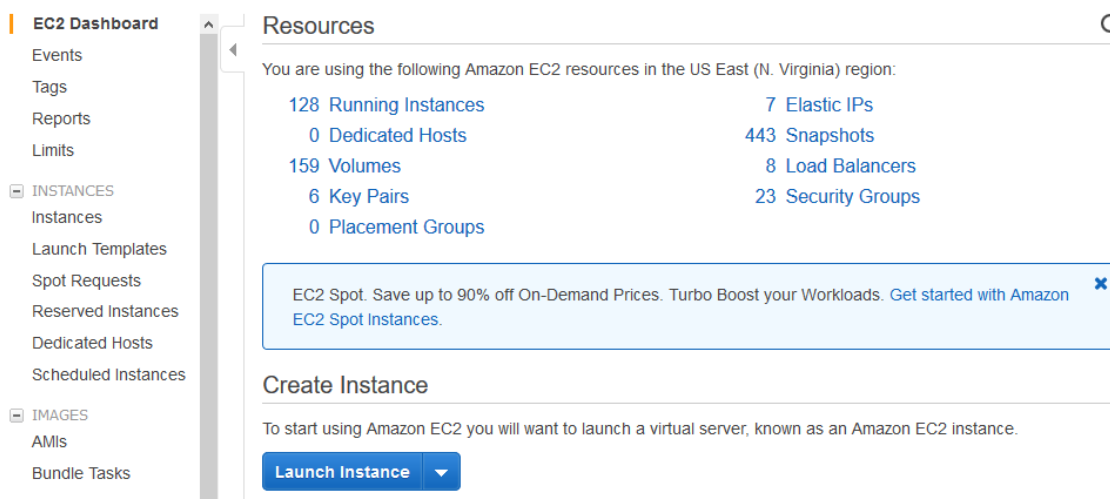 EC2 Dashboard
Events
Tags
Reports
Limits
INSTANCES
Instances
Launch Templates
Spot Requests
Reserved Instances
Dedicated Hosts
Scheduled Instances
IMAGES
AMIs
Bundle Tasks
Resources
You are using the following Amazon EC2 resources in the US East (N. Virginia) region:
128 Running Instances
7 Elastic IPs
0 Dedicated Hosts
443 Snapshots
159 Volumes
8 Load Balancers
6 Key Pairs
23 Security Groups
0 Placement Groups
EC2 Spot. Save up to 90% off On-Demand Prices. Turbo Boost your Workloads. Get started with Amazon
EC2 Spot Instances.
Create Instance
To start using Amazon EC2 you will want to launch a virtual server, known as an Amazon EC2 instance.
Launch Instance